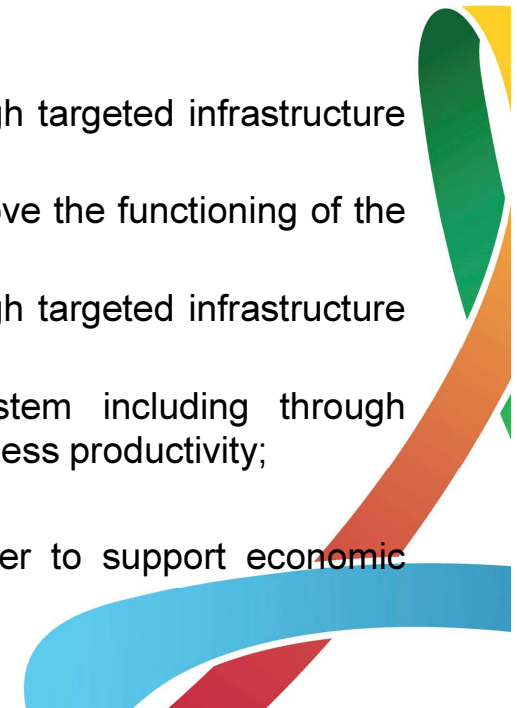 gh targeted infrastructure
ove the functioning of the
gh targeted infrastructure
stem including through
ess productivity;
er to support economic